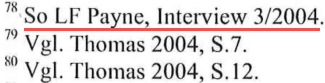 78 So LF Payne, Interview 3/2004.
79 Vgl. Thomas 2004, S.7.
80 Vgl. Thomas 2004, S.12.